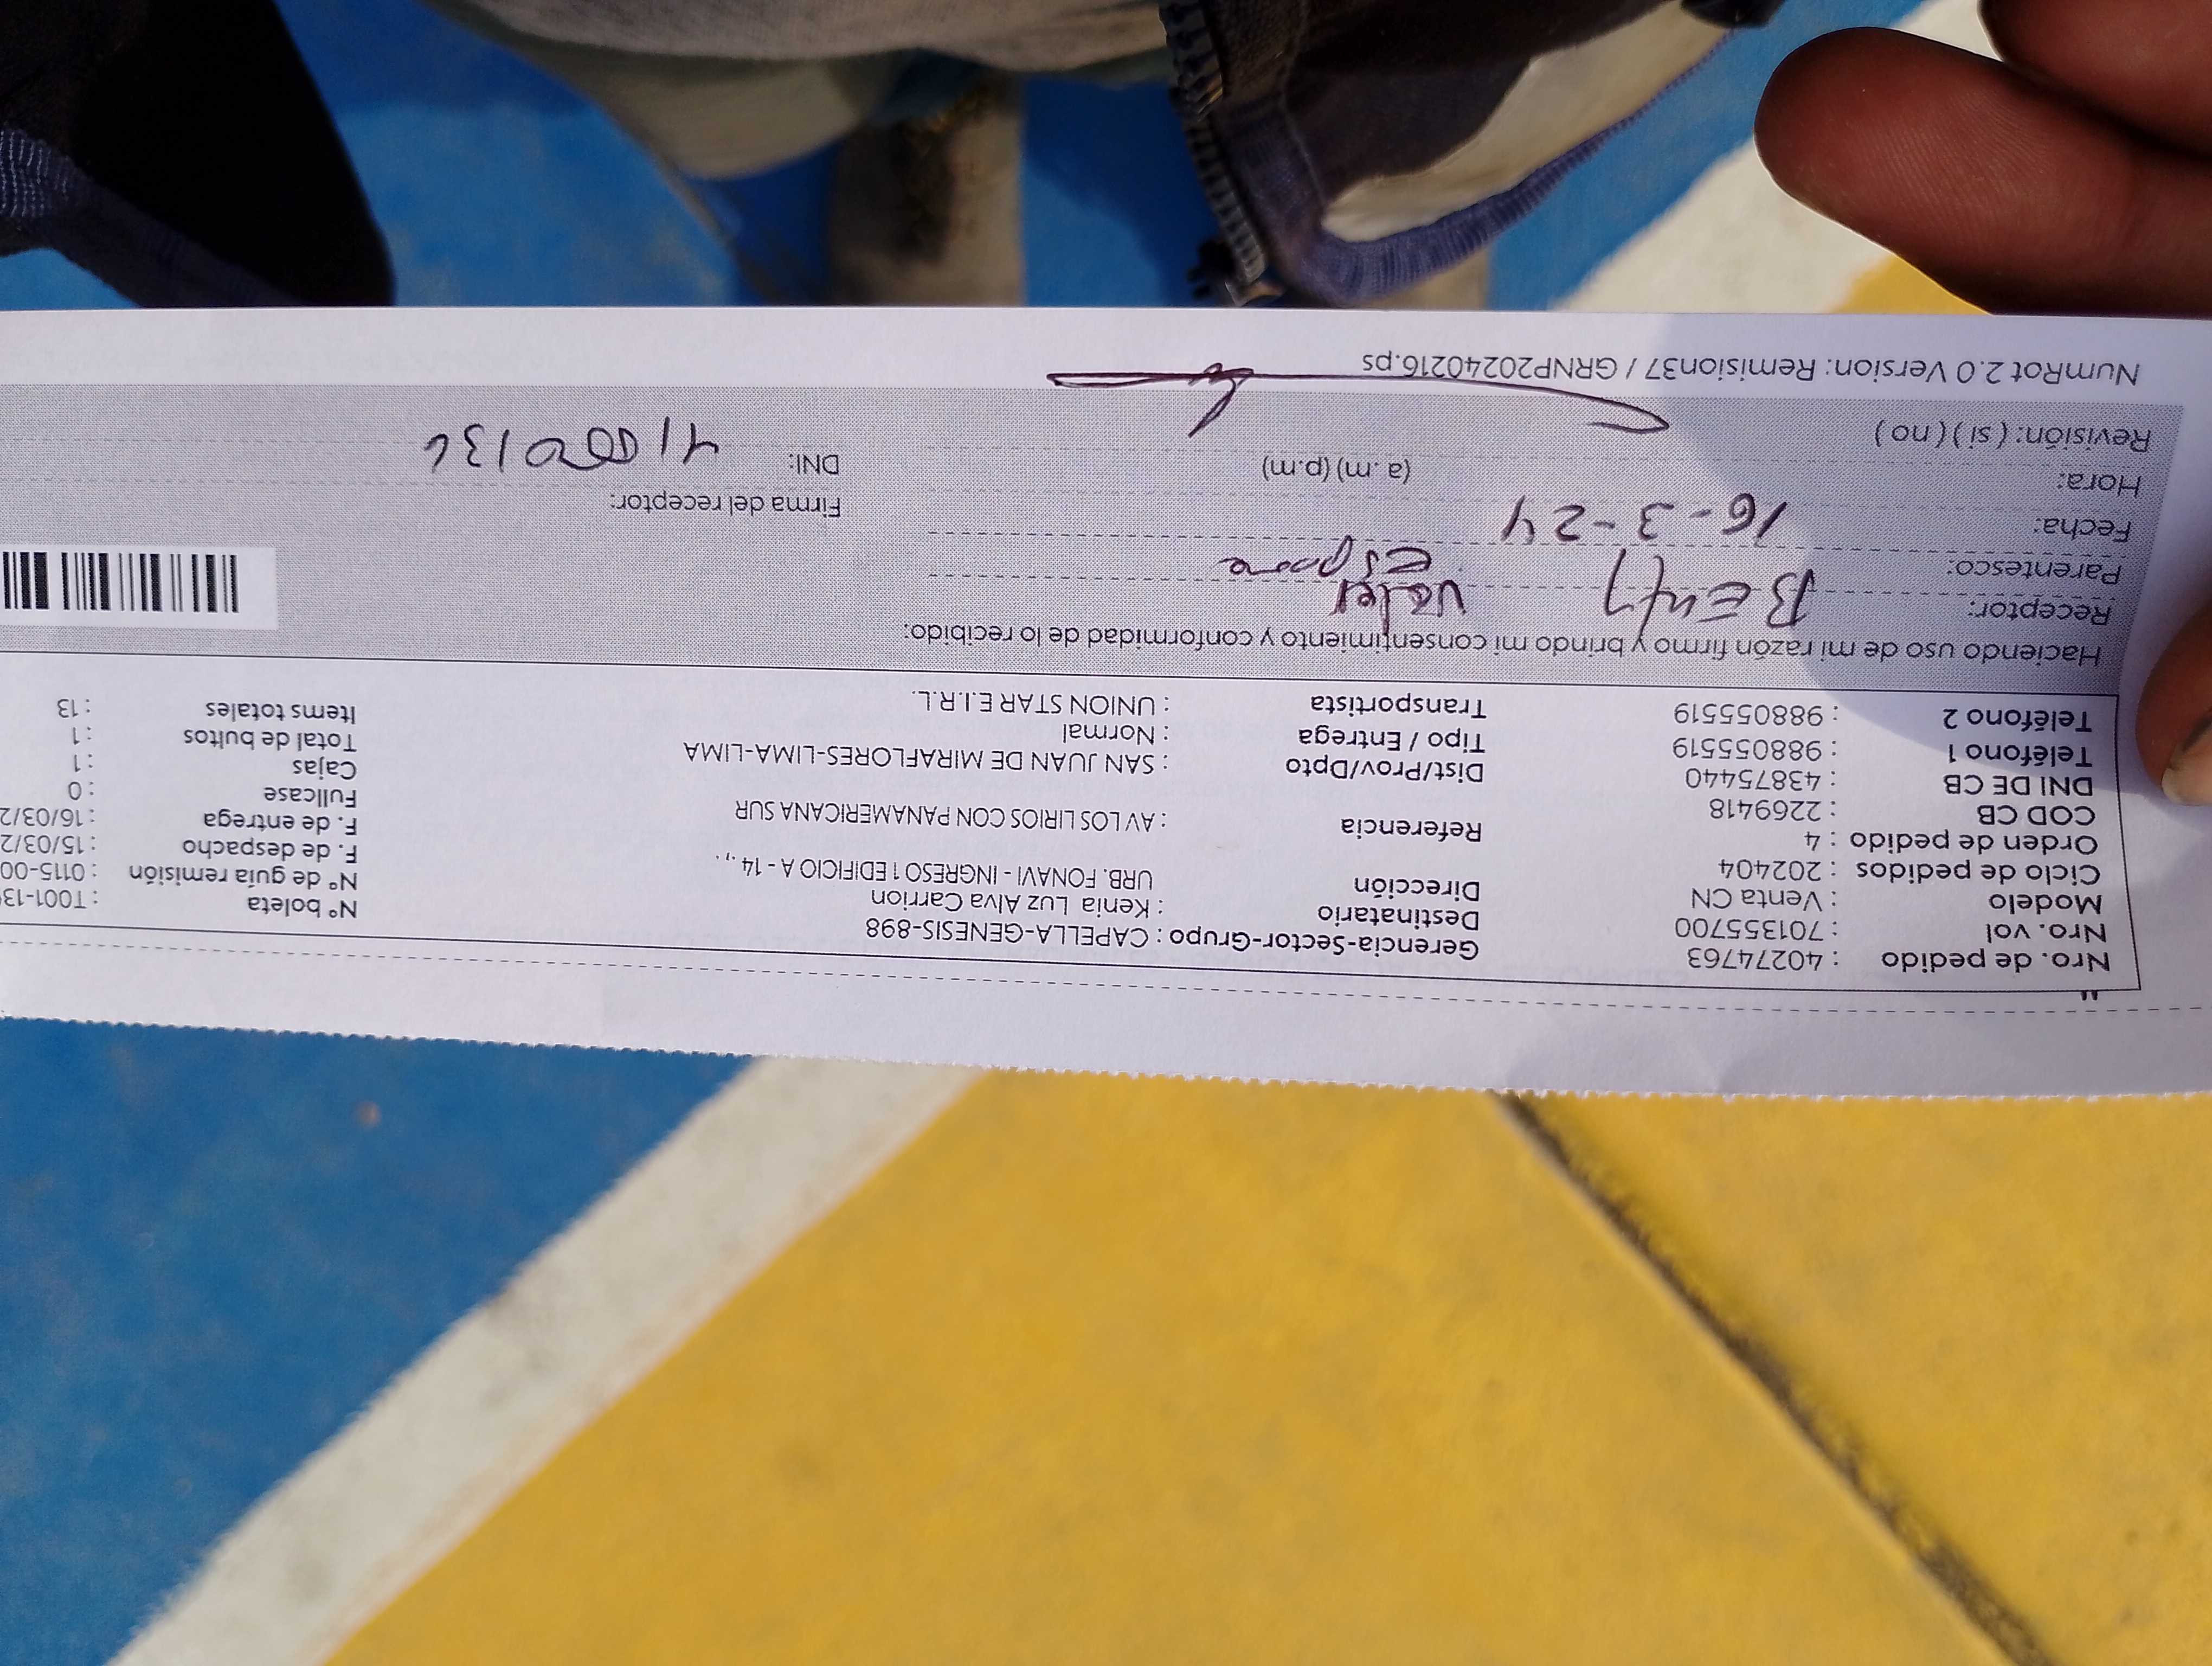 Nro. de pedido : 40274763
Nro. vol : 701355700
Modelo : Venta CN
Ciclo de pedidos : 202404
Orden de pedido : 4
COD CB : 2269418
DNI DE CB : 43875440
Teléfono 1 : 988055519
Teléfono 2 : 988055519
Gerencia-Sector-Grupo : CAPELLA-GENESIS-898
Destinatario : Kenia Luz Alva Carrion
Dirección URB. FONAVI - INGRESO 1 EDIFICIO A - 14 ., .
Referencia : AV LOS LIRIOS CON PANAMERICANA SUR
Dist/Prov/Dpto : SAN JUAN DE MIRAFLORES-LIMA-LIMA
Tipo / Entrega : Normal
Transportista : UNION STAR E.I.R.L.
N° boleta : T001-13
N° de guía remisión : 0115-00
F. de despacho : 15/03/2
F. de entrega : 16/03/2
Fullcase : 0
Cajas : 1
Total de bultos : 1
Items totales : 13
Haciendo uso de mi razón firmo y brindo mi consentimiento y conformidad de lo recibido:
Receptor:
Parentesco:
Fecha: 16-3-24
Hora: (a. m) (p.m)
Revisión: ( si ) ( no )
Firma del receptor:
DNI:
NumRot 2.0 Version: Remision37 / GRNP20240216.ps